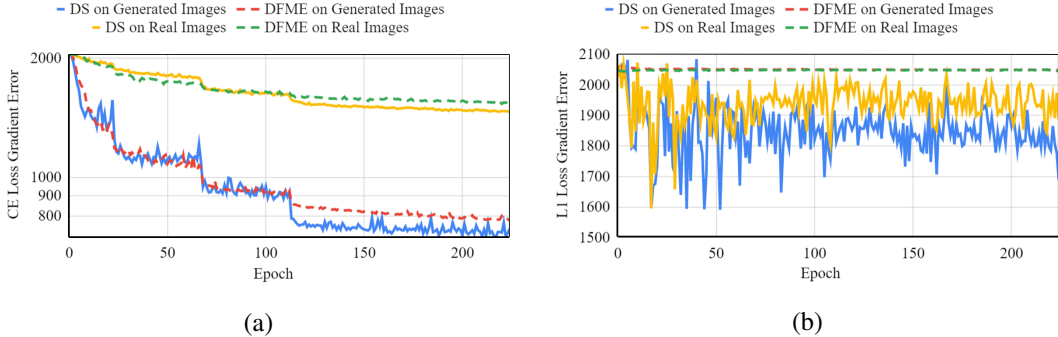 DS on Generated Images DFME on Generated Images
DS on Real Images DFME on Real Images
CE Loss Gradient Error
2000
1000
900
800
0 50 100 150 200
Epoch
(a)
DS on Generated Images DFME on Generated Images
DS on Real Images DFME on Real Images
L1 Loss Gradient Error
2100
2000
1900
1800
1700
1600
1500
0 50 100 150 200
Epoch
(b)